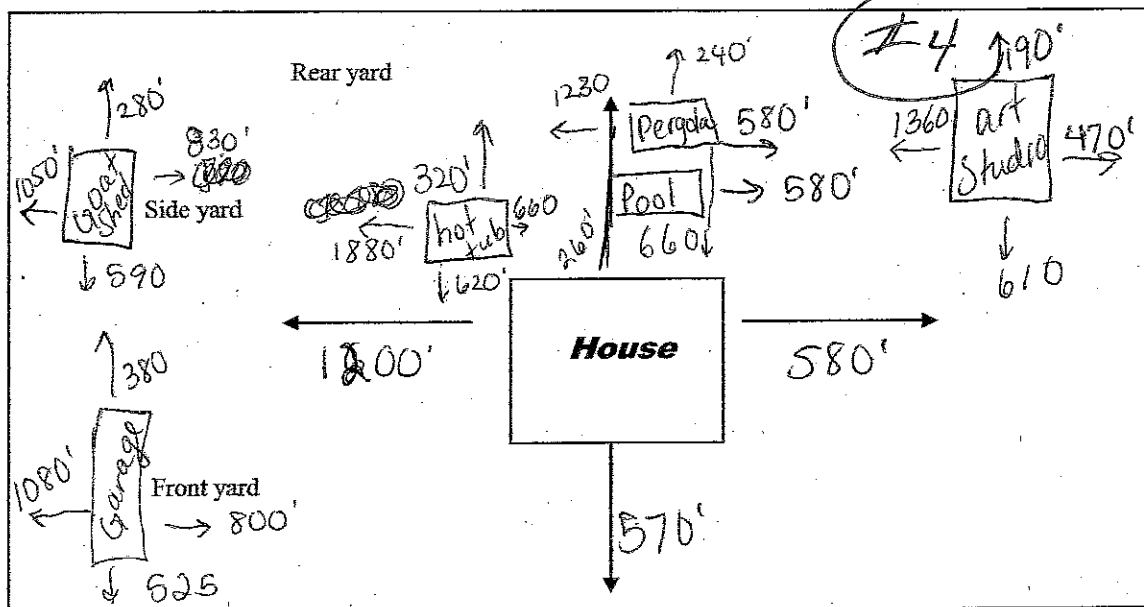 #4
190'
Rear yard
240'
1230
280'
Pergola
580'
1360
art
Studio
470'
830'
1050'
Goat
Shed
Side yard
320'
Pool
580'
660
hot
tub
1880'
260'
660
620'
590
610
House
580'
380
Garage
1080'
Front yard
800'
570'
525